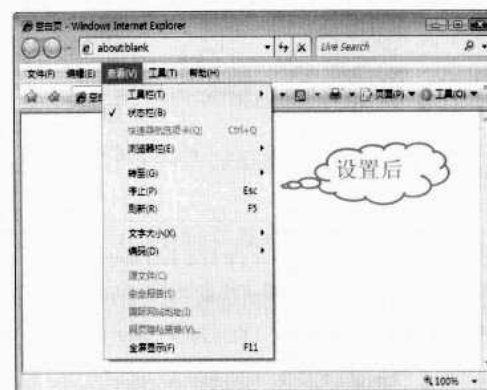 空白页 - Windows Internet Explorer
about:blank
Live Search
文件(F) 编辑(E) 查看(V) 工具(T) 帮助(H)
页面(P) 工具(O)
工具栏(T)
状态栏(B)
快速导航选项卡(Q) Ctrl+Q
浏览器栏(E)
转至(G)
停止(P) Esc
刷新(R) F5
文字大小(X)
编码(D)
源文件(C)
安全报告(S)
国际网站地址(I)
网页隐私策略(V)...
全屏显示(F) F11
设置后
100%